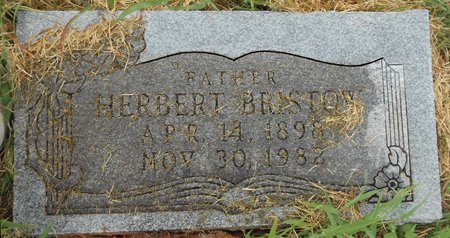 FATHER
HERBERT BRISTOW
APR. 14, 1898
NOV. 30, 1982